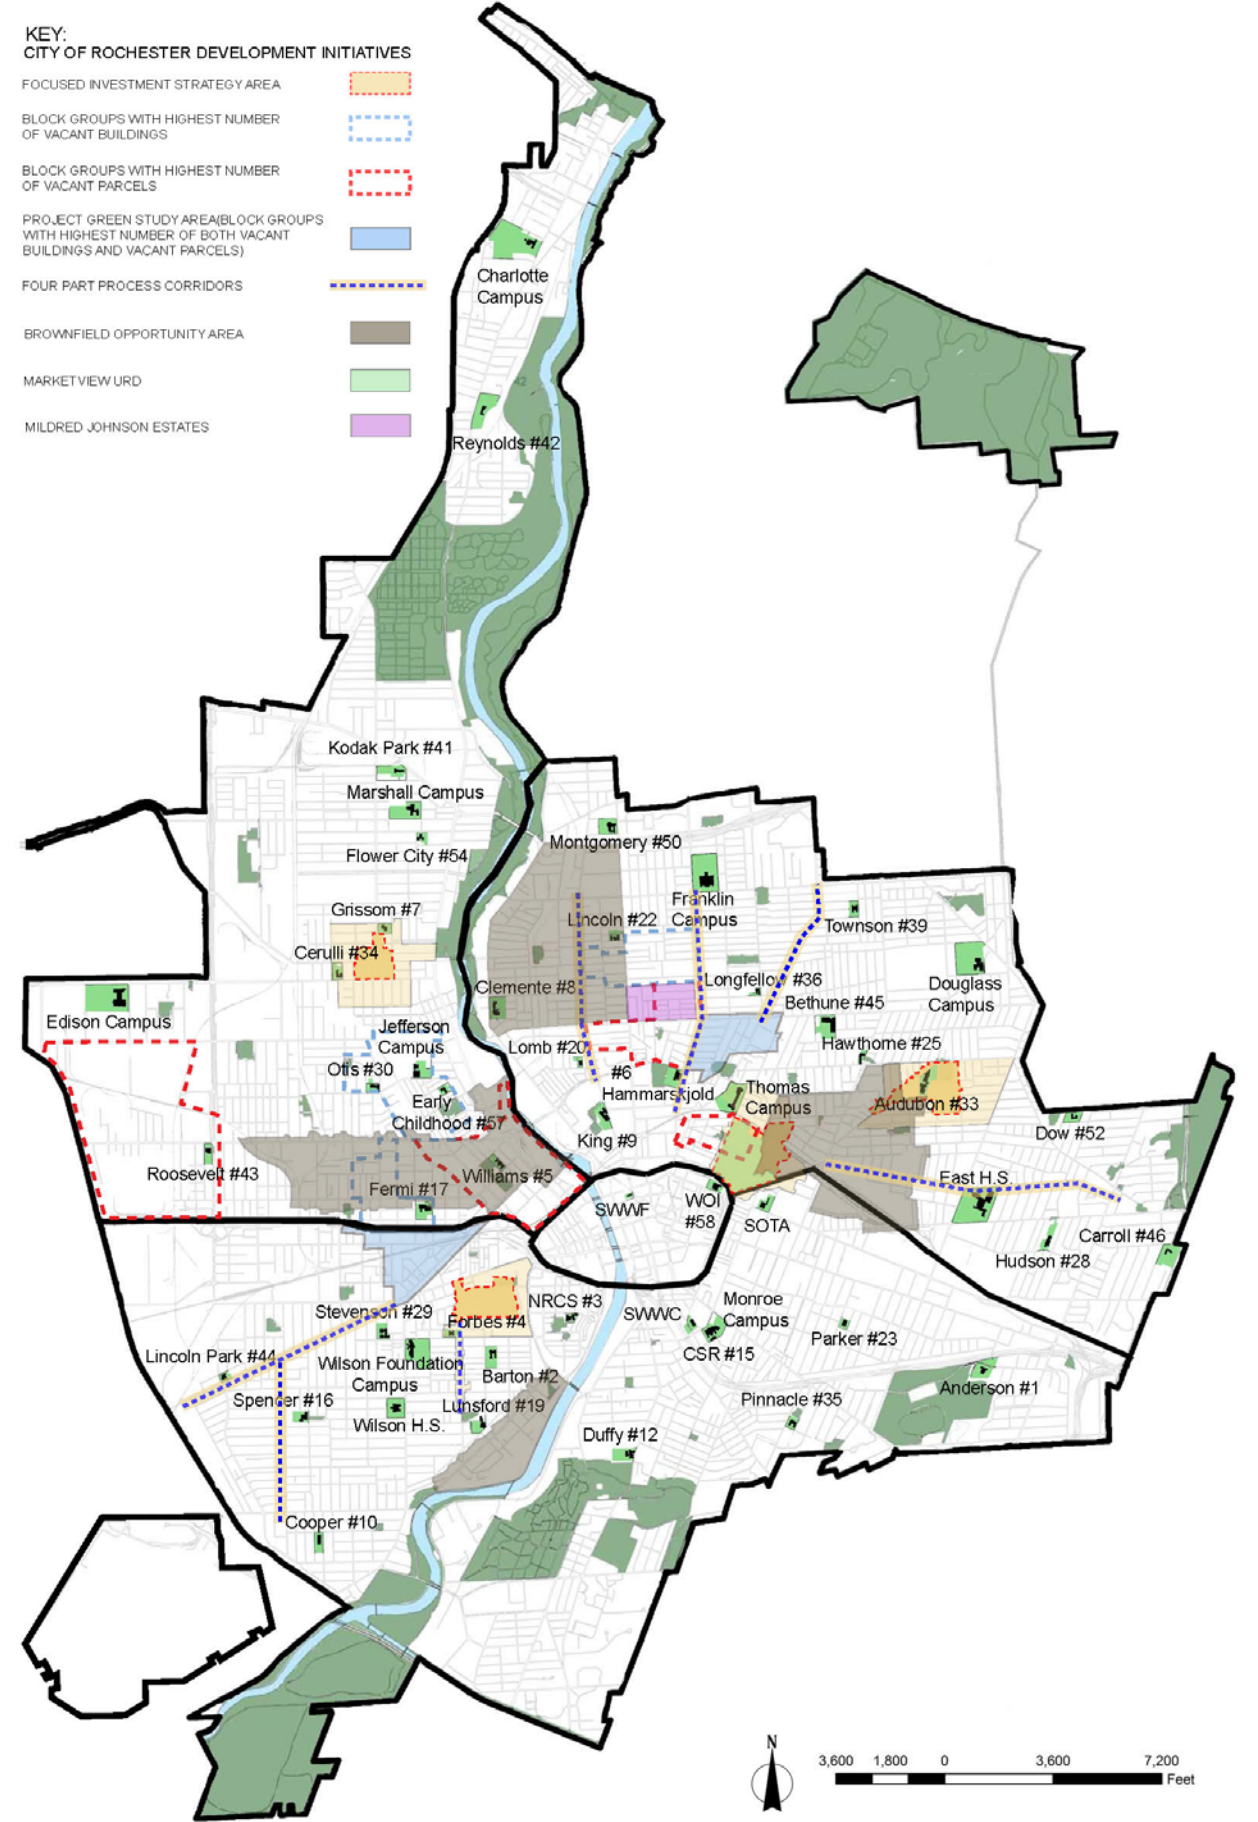 KEY:
CITY OF ROCHESTER DEVELOPMENT INITIATIVES
FOCUSED INVESTMENT STRATEGY AREA
BLOCK GROUPS WITH HIGHEST NUMBER
OF VACANT BUILDINGS
BLOCK GROUPS WITH HIGHEST NUMBER
OF VACANT PARCELS
PROJECT GREEN STUDY AREA(BLOCK GROUPS
WITH HIGHEST NUMBER OF BOTH VACANT
BUILDINGS AND VACANT PARCELS)
FOUR PART PROCESS CORRIDORS
BROWNFIELD OPPORTUNITY AREA
MARKETVIEW URD
MILDRED JOHNSON ESTATES
Charlotte
Campus
42
Reynolds #42
Kodak Park #41
Marshall Campus
Flower City #54
Montgomery #50
Franklin
Campus
Grissom #7
Lincoln #22
Townson #39
Cerulli #34
Clemente #8
Longfellow #36
Douglass
Campus
Bethune #45
Edison Campus
Jefferson
Campus
Lomb #20
Hawthorne #25
Otis #30
#6
Hammarskjold
Thomas
Campus
Early
Childhood #57
Audubon #33
King #9
Dow #52
Roosevelt #43
Williams #5
Fermi #17
East H.S.
WOI
#58
SWWF
SOTA
Carroll #46
Hudson #28
NRCS #3
Stevenson #29
Forbes #4
SWWC
Monroe
Campus
Parker #23
CSR #15
Lincoln Park #44
Wilson Foundation
Campus
Barton #2
Anderson #1
Spencer #16
Lunsford #19
Pinnacle #35
Wilson H.S.
Duffy #12
Cooper #10
N
3,600 1,800 0 3,600 7,200
Feet